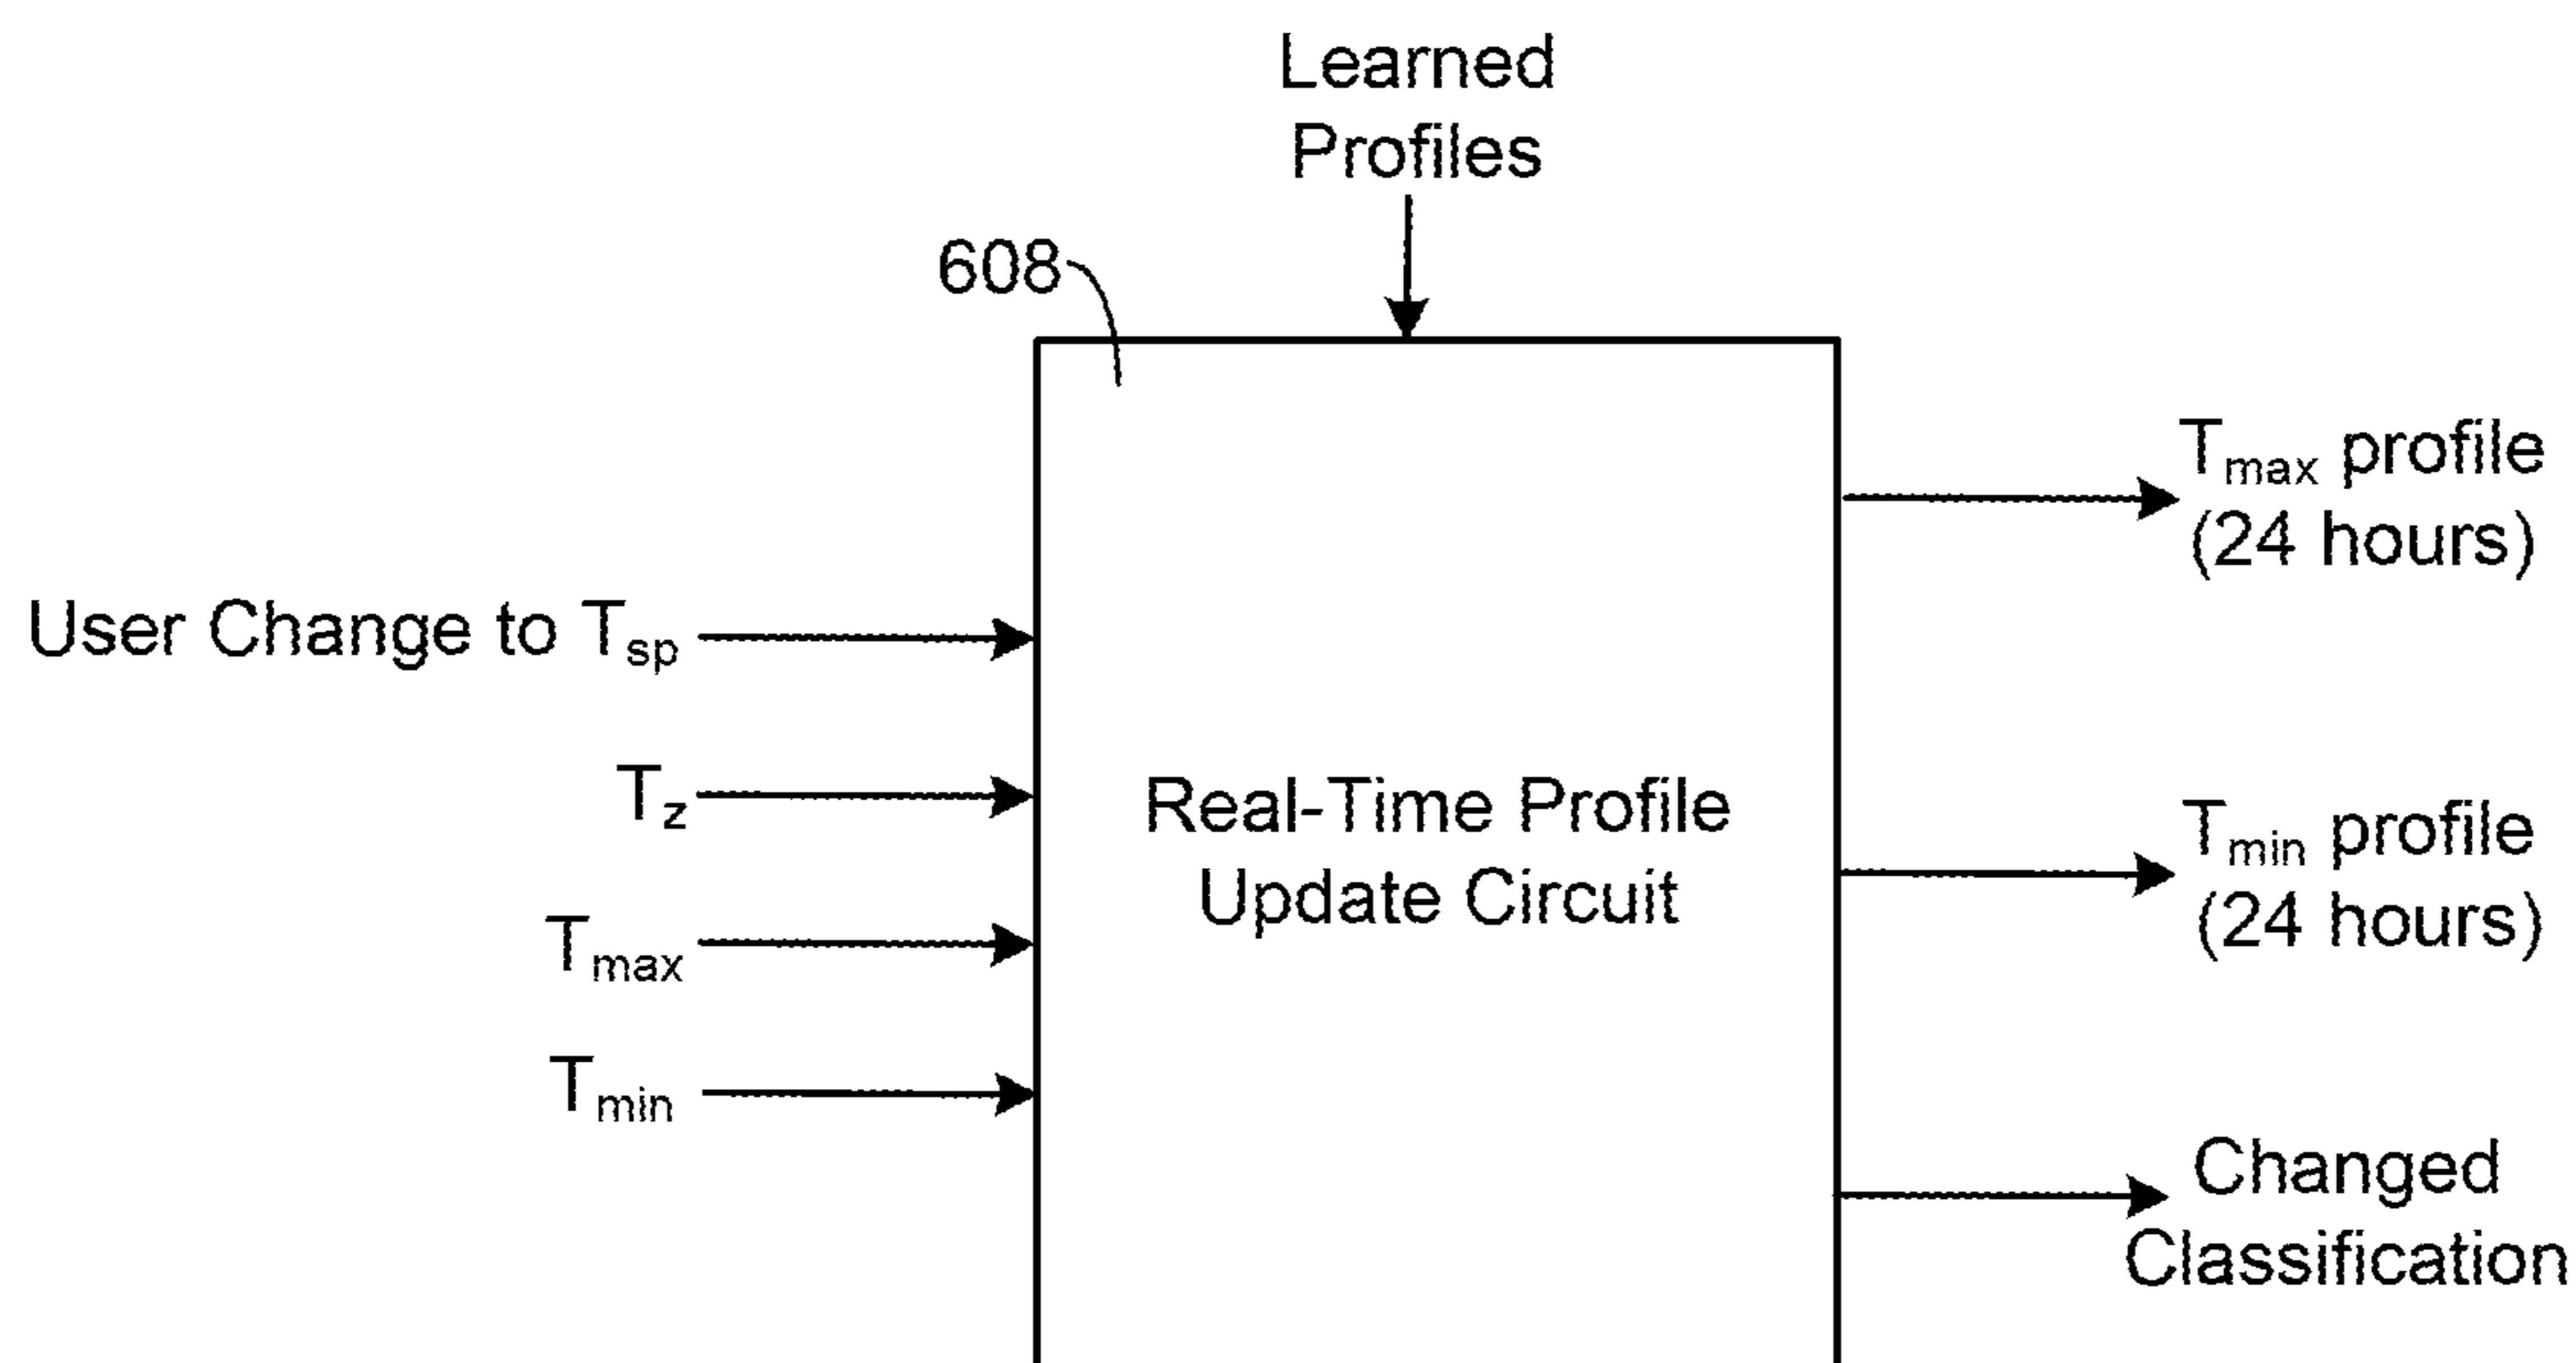 Learned
Profiles
608
User Change to Tsp
Tz
Tmax
Tmin
Real-Time Profile
Update Circuit
Tmax profile
(24 hours)
Tmin profile
(24 hours)
Changed
Classification